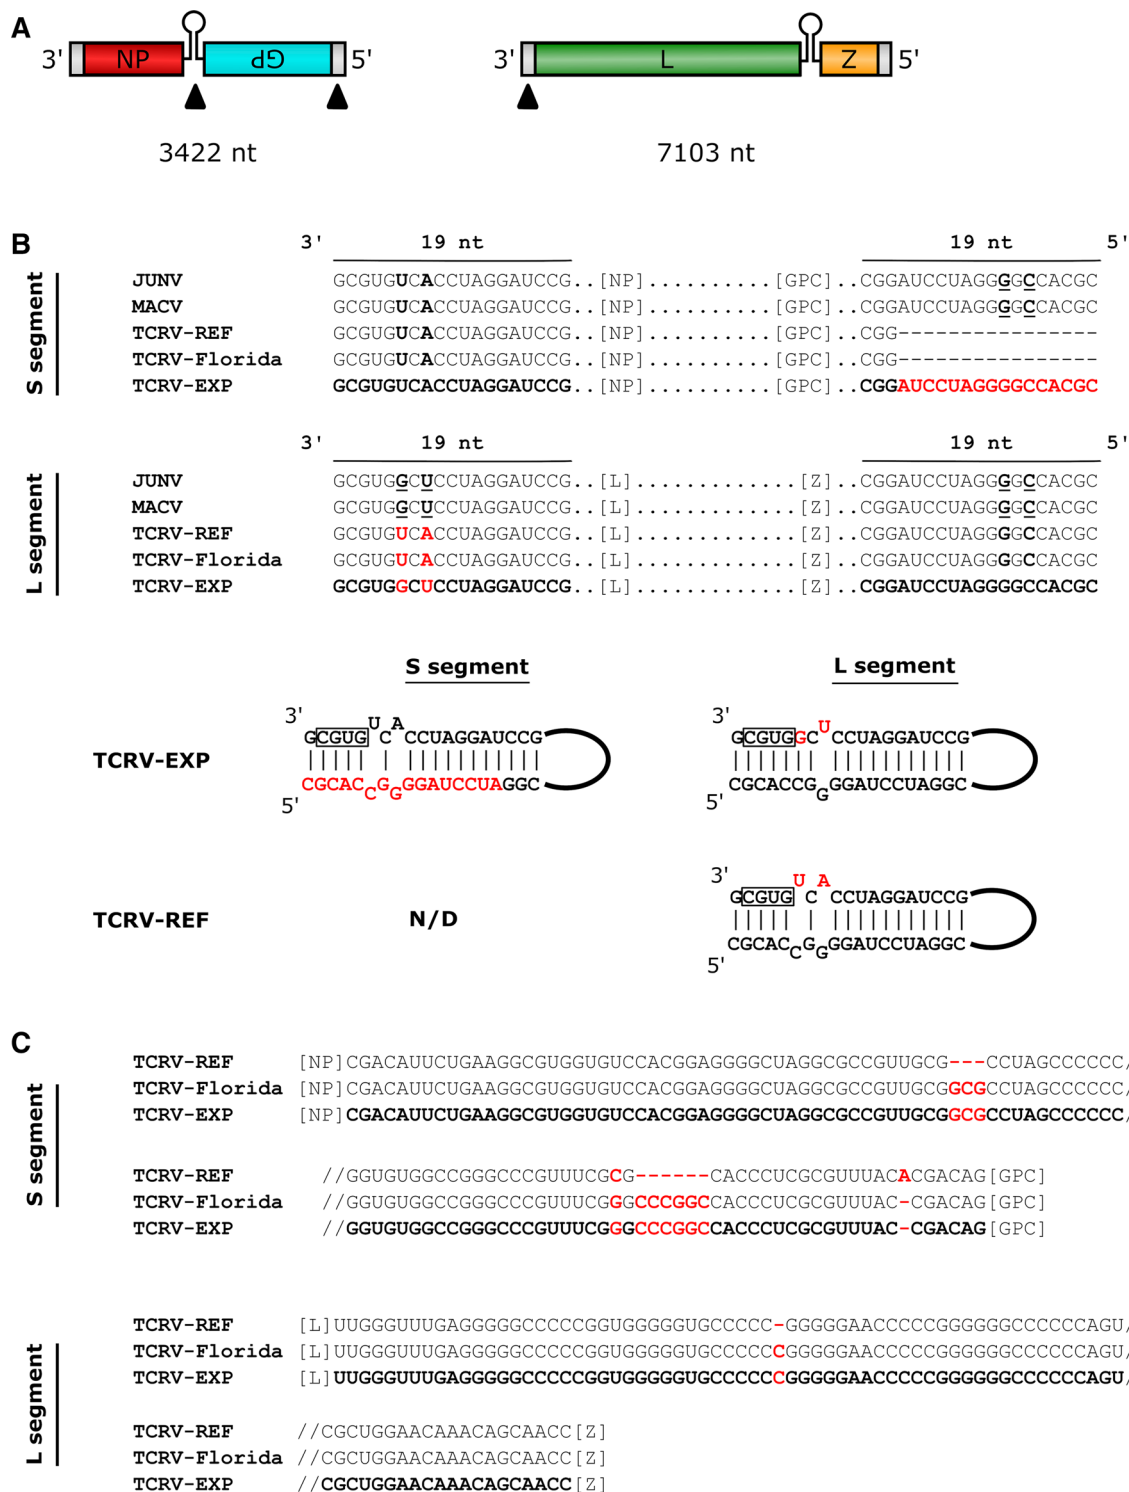 A
3' NP GP 5' 3' L Z 5'
3422 nt 7103 nt
B
3' 19 nt 19 nt 5'
S segment
JUNV GCGUGUCACCUAGGAUCCG..[NP]..........[GPC]..CGGAUCCUAGGGGCCACGC
MACV GCGUGUCACCUAGGAUCCG..[NP]..........[GPC]..CGGAUCCUAGGGGCCACGC
TCRV-REF GCGUGUCACCUAGGAUCCG..[NP]..........[GPC]..CGG----------------
TCRV-Florida GCGUGUCACCUAGGAUCCG..[NP]..........[GPC]..CGG----------------
TCRV-EXP GCGUGUCACCUAGGAUCCG..[NP]..........[GPC]..CGGAUCCUAGGGGCCACGC
3' 19 nt 19 nt 5'
L segment
JUNV GCGUGGCUCCUAGGAUCCG..[L].............[Z]..CGGAUCCUAGGGGCCACGC
MACV GCGUGGCUCCUAGGAUCCG..[L].............[Z]..CGGAUCCUAGGGGCCACGC
TCRV-REF GCGUGUCACCUAGGAUCCG..[L].............[Z]..CGGAUCCUAGGGGCCACGC
TCRV-Florida GCGUGUCACCUAGGAUCCG..[L].............[Z]..CGGAUCCUAGGGGCCACGC
TCRV-EXP GCGUGGCUCCUAGGAUCCG..[L].............[Z]..CGGAUCCUAGGGGCCACGC
S segment L segment
TCRV-EXP
3' GCGUGUCACCUAGGAUCCG
5' CGCACCGGGGAUCCUAGGC
3' GCGUGGCUCCUAGGAUCCG
5' CGCACCGGGGAUCCUAGGC
TCRV-REF N/D
3' GCGUGUCACCUAGGAUCCG
5' CGCACCGGGGAUCCUAGGC
C
S segment
TCRV-REF [NP]CGACAUUCUGAAGGCGUGGUGUCCACGGAGGGGCUAGGCGCCGUUGCG---CCUAGCCCCCC/
TCRV-Florida [NP]CGACAUUCUGAAGGCGUGGUGUCCACGGAGGGGCUAGGCGCCGUUGCGGCGCCUAGCCCCCC/
TCRV-EXP [NP]CGACAUUCUGAAGGCGUGGUGUCCACGGAGGGGCUAGGCGCCGUUGCGGCGCCUAGCCCCCC/
TCRV-REF //GGUGUGGCCGGGCCCGUUUCGCG------CACCCUCGCGUUUACACGACAG[GPC]
TCRV-Florida //GGUGUGGCCGGGCCCGUUUCGGGCCCGGCCACCCUCGCGUUUAC-CGACAG[GPC]
TCRV-EXP //GGUGUGGCCGGGCCCGUUUCGGGCCCGGCCACCCUCGCGUUUAC-CGACAG[GPC]
L segment
TCRV-REF [L]UUGGGUUUGAGGGGGCCCCCGGUGGGGGUGCCCCC-GGGGGAACCCCCGGGGGGCCCCCCAGU/
TCRV-Florida [L]UUGGGUUUGAGGGGGCCCCCGGUGGGGGUGCCCCCCGGGGGAACCCCCGGGGGGCCCCCCAGU/
TCRV-EXP [L]UUGGGUUUGAGGGGGCCCCCGGUGGGGGUGCCCCCCGGGGGAACCCCCGGGGGGCCCCCCAGU/
TCRV-REF //CGCUGGAACAAACAGCAACC[Z]
TCRV-Florida //CGCUGGAACAAACAGCAACC[Z]
TCRV-EXP //CGCUGGAACAAACAGCAACC[Z]